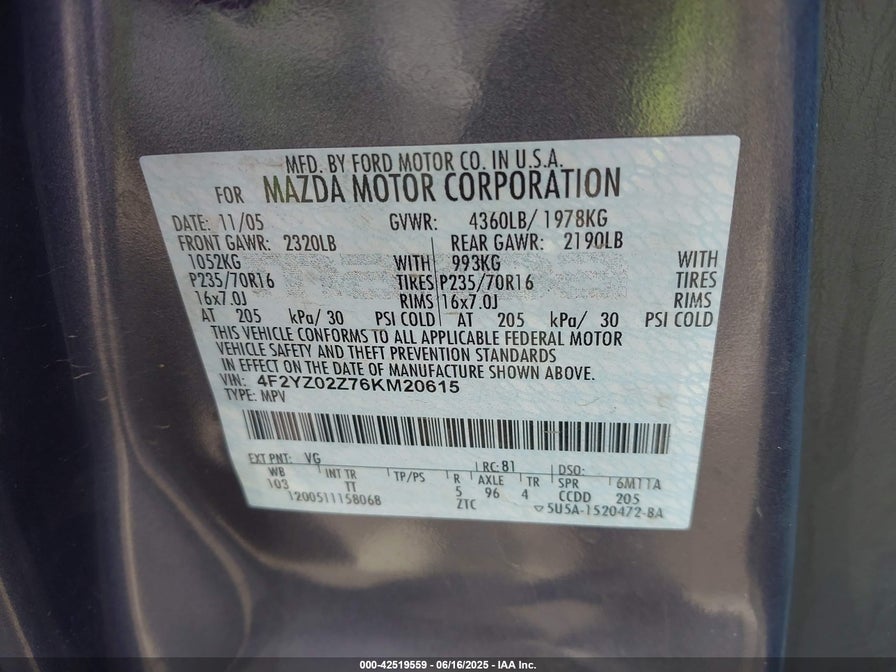 MFD. BY FORD MOTOR CO. IN U.S.A.
FOR MAZDA MOTOR CORPORATION
DATE: 11/05 GVWR: 4360LB/ 1978KG
FRONT GAWR: 2320LB REAR GAWR: 2190LB
1052KG WITH 993KG WITH
P235/70R16 TIRES P235/70R16 TIRES
16x7.0J RIMS 16x7.0J RIMS
AT 205 kPa/ 30 PSI COLD AT 205 kPa/ 30 PSI COLD
THIS VEHICLE CONFORMS TO ALL APPLICABLE FEDERAL MOTOR
VEHICLE SAFETY AND THEFT PREVENTION STANDARDS
IN EFFECT ON THE DATE OF MANUFACTURE SHOWN ABOVE.
VIN: 4F2YZ02Z76KM20615
TYPE: MPV
EXT PNT: VG RC: 81 DSO:
WB INT TR TP/PS R AXLE TR SPR 6M11A
103 TT 5 96 4 CCDD 205
1200511158068 ZTC 5U5A-1520472-BA
000-42519559 - 06/16/2025 - IAA Inc.